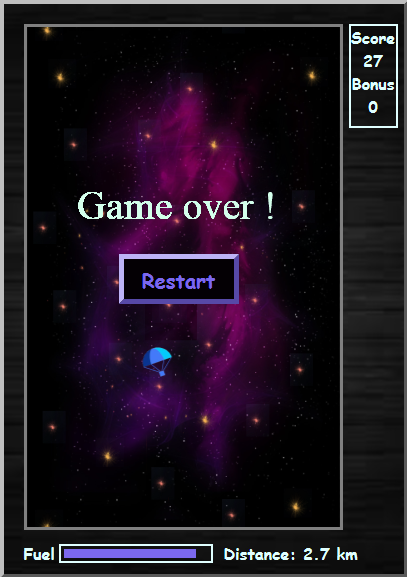 Score
27
Bonus
0
Game over !
Restart
Fuel
Distance: 2.7 km